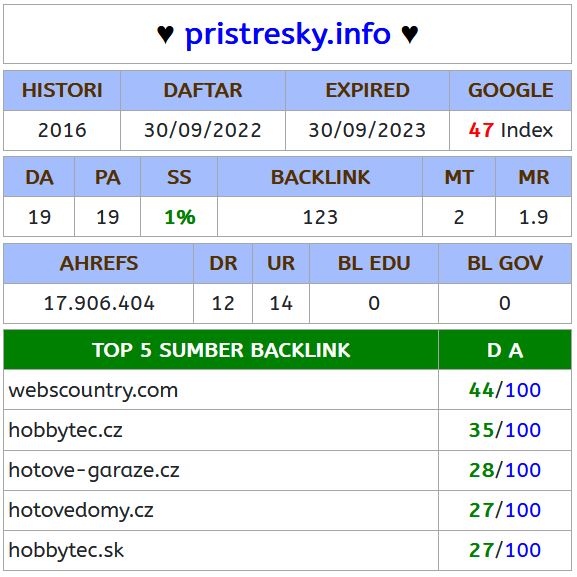 ♥ pristresky.info ♥
HISTORI DAFTAR EXPIRED GOOGLE
2016 30/09/2022 30/09/2023 47 Index
DA PA SS BACKLINK MT MR
19 19 1% 123 2 1.9
AHREFS DR UR BL EDU BL GOV
17.906.404 12 14 0 0
TOP 5 SUMBER BACKLINK D A
webscountry.com 44/100
hobbytec.cz 35/100
hotove-garaze.cz 28/100
hotovedomy.cz 27/100
hobbytec.sk 27/100